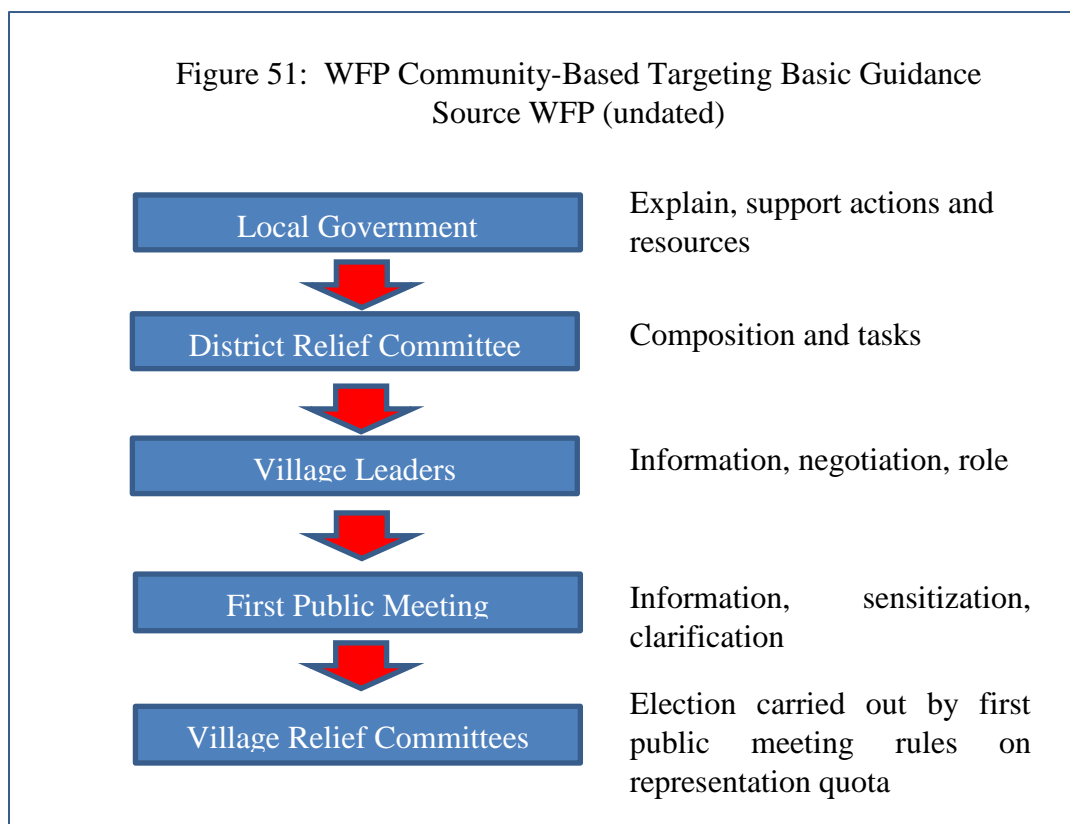 Figure 51: WFP Community-Based Targeting Basic Guidance
Source WFP (undated)
Local Government
Explain, support actions and
resources
District Relief Committee
Composition and tasks
Village Leaders
Information, negotiation, role
First Public Meeting
Information, sensitization,
clarification
Village Relief Committees
Election carried out by first
public meeting rules on
representation quota